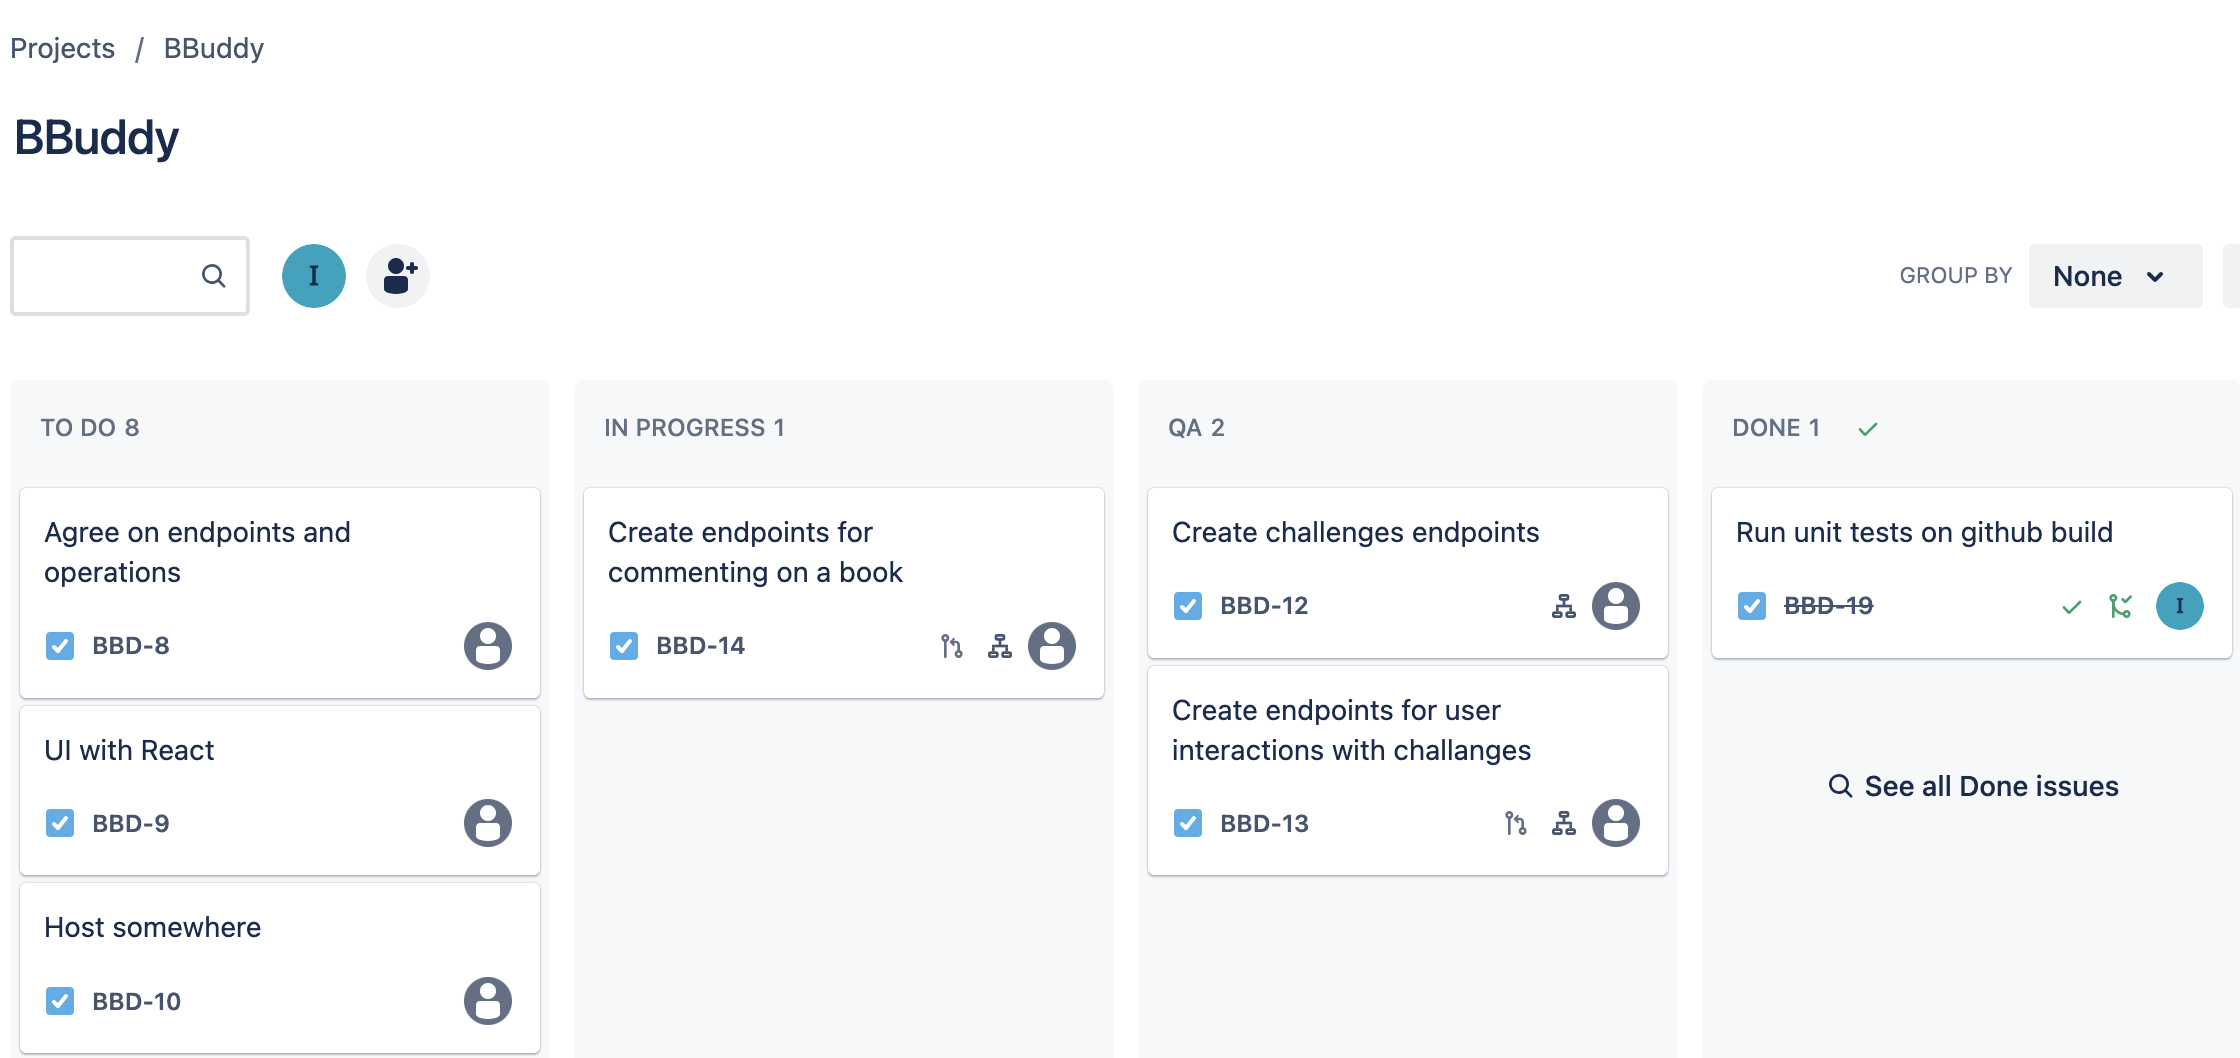 Projects / BBuddy
BBuddy
I
GROUP BY None
TO DO 8
Agree on endpoints and
operations
BBD-8
UI with React
BBD-9
Host somewhere
BBD-10
IN PROGRESS 1
Create endpoints for
commenting on a book
BBD-14
QA 2
Create challenges endpoints
BBD-12
Create endpoints for user
interactions with challanges
BBD-13
DONE 1
Run unit tests on github build
BBD-19
I
See all Done issues